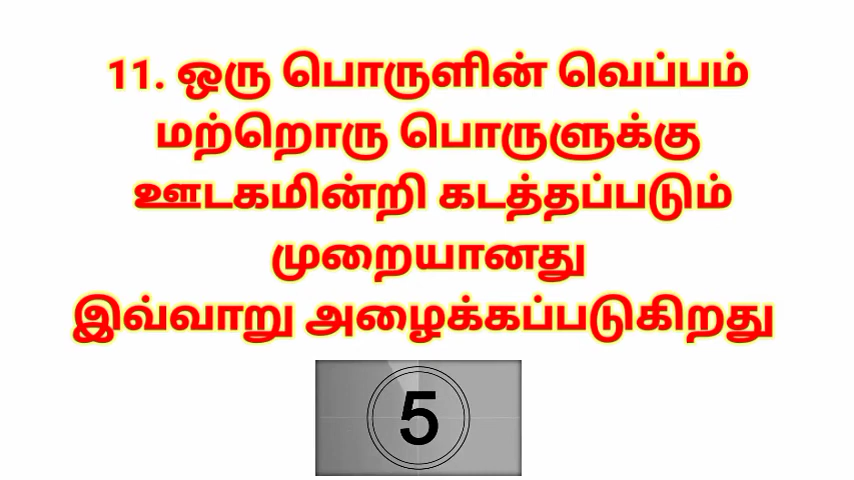 11. ஒரு பொருளின் வெப்பம்
மற்றொரு பொருளுக்கு
ஊடகமின்றி கடத்தப்படும்
முறையானது
இவ்வாறு அழைக்கப்படுகிறது
5